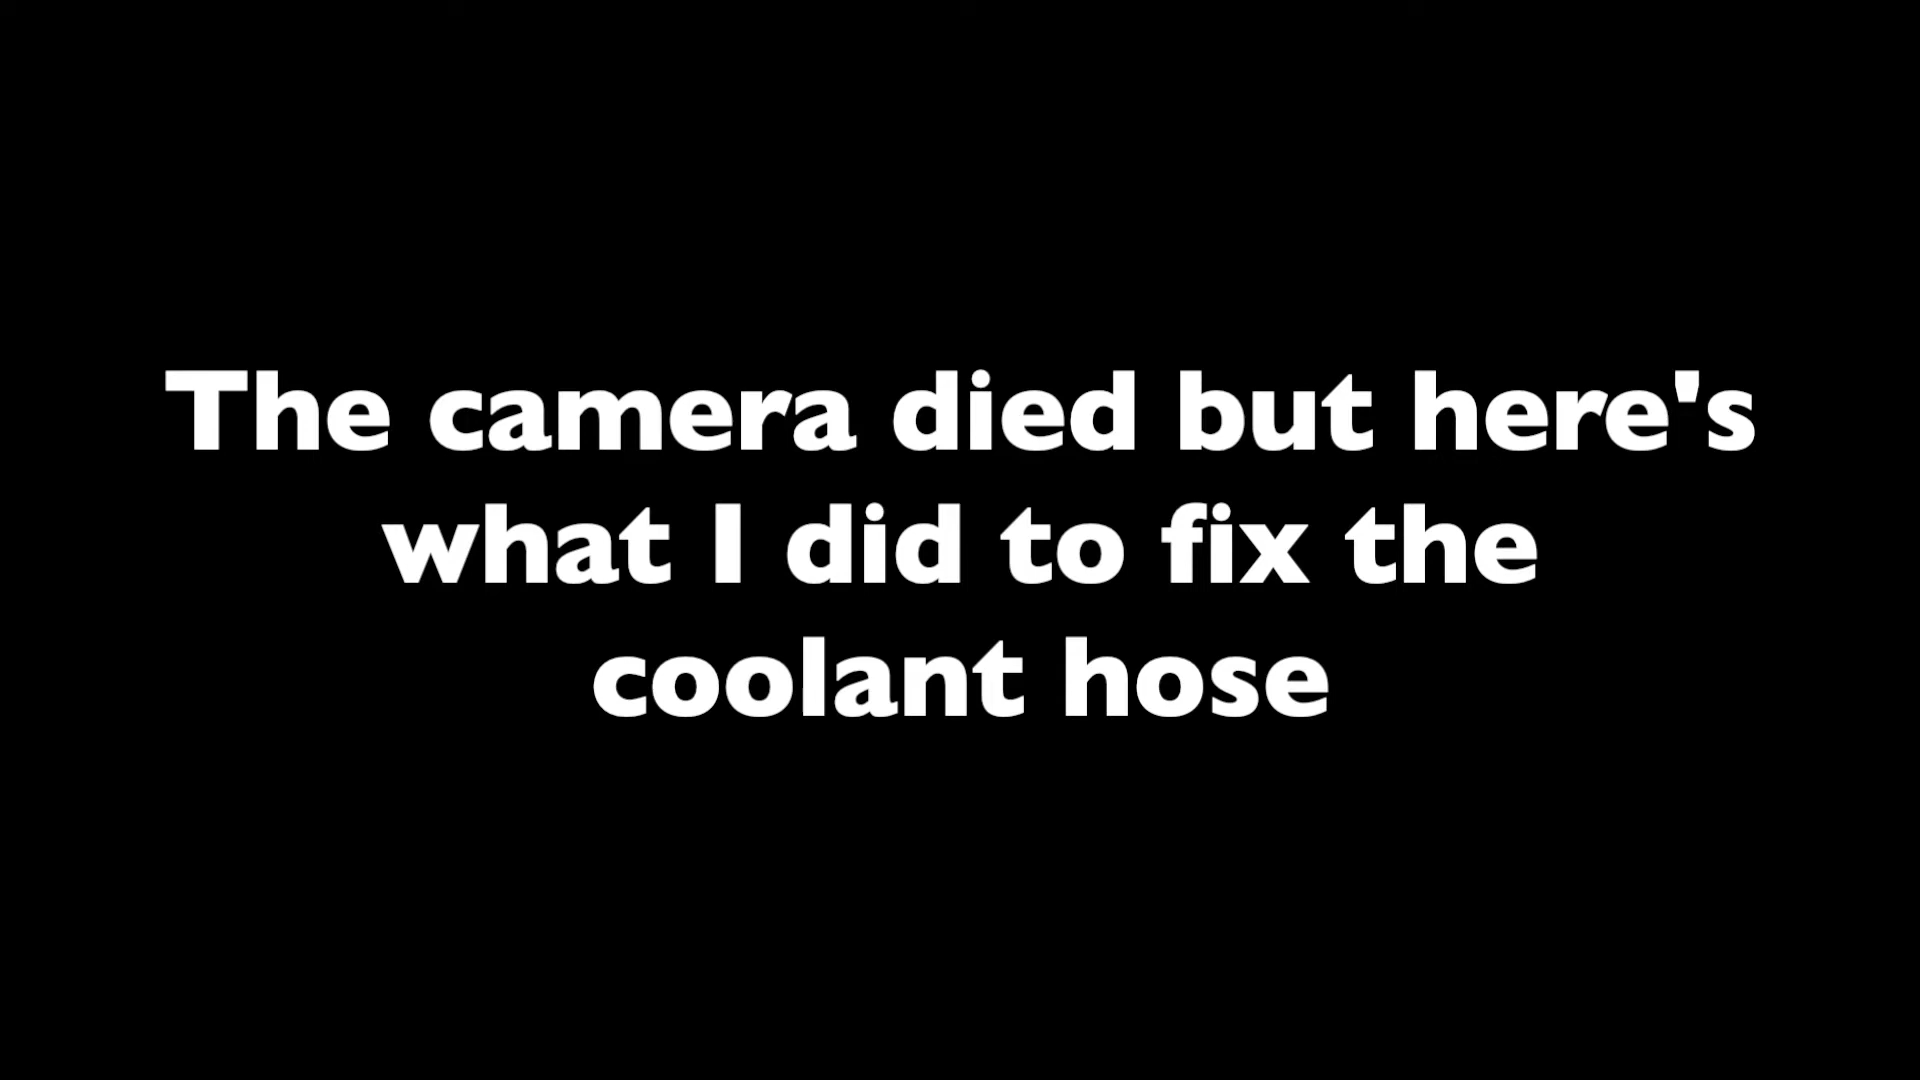 The camera died but here's
what I did to fix the
coolant hose